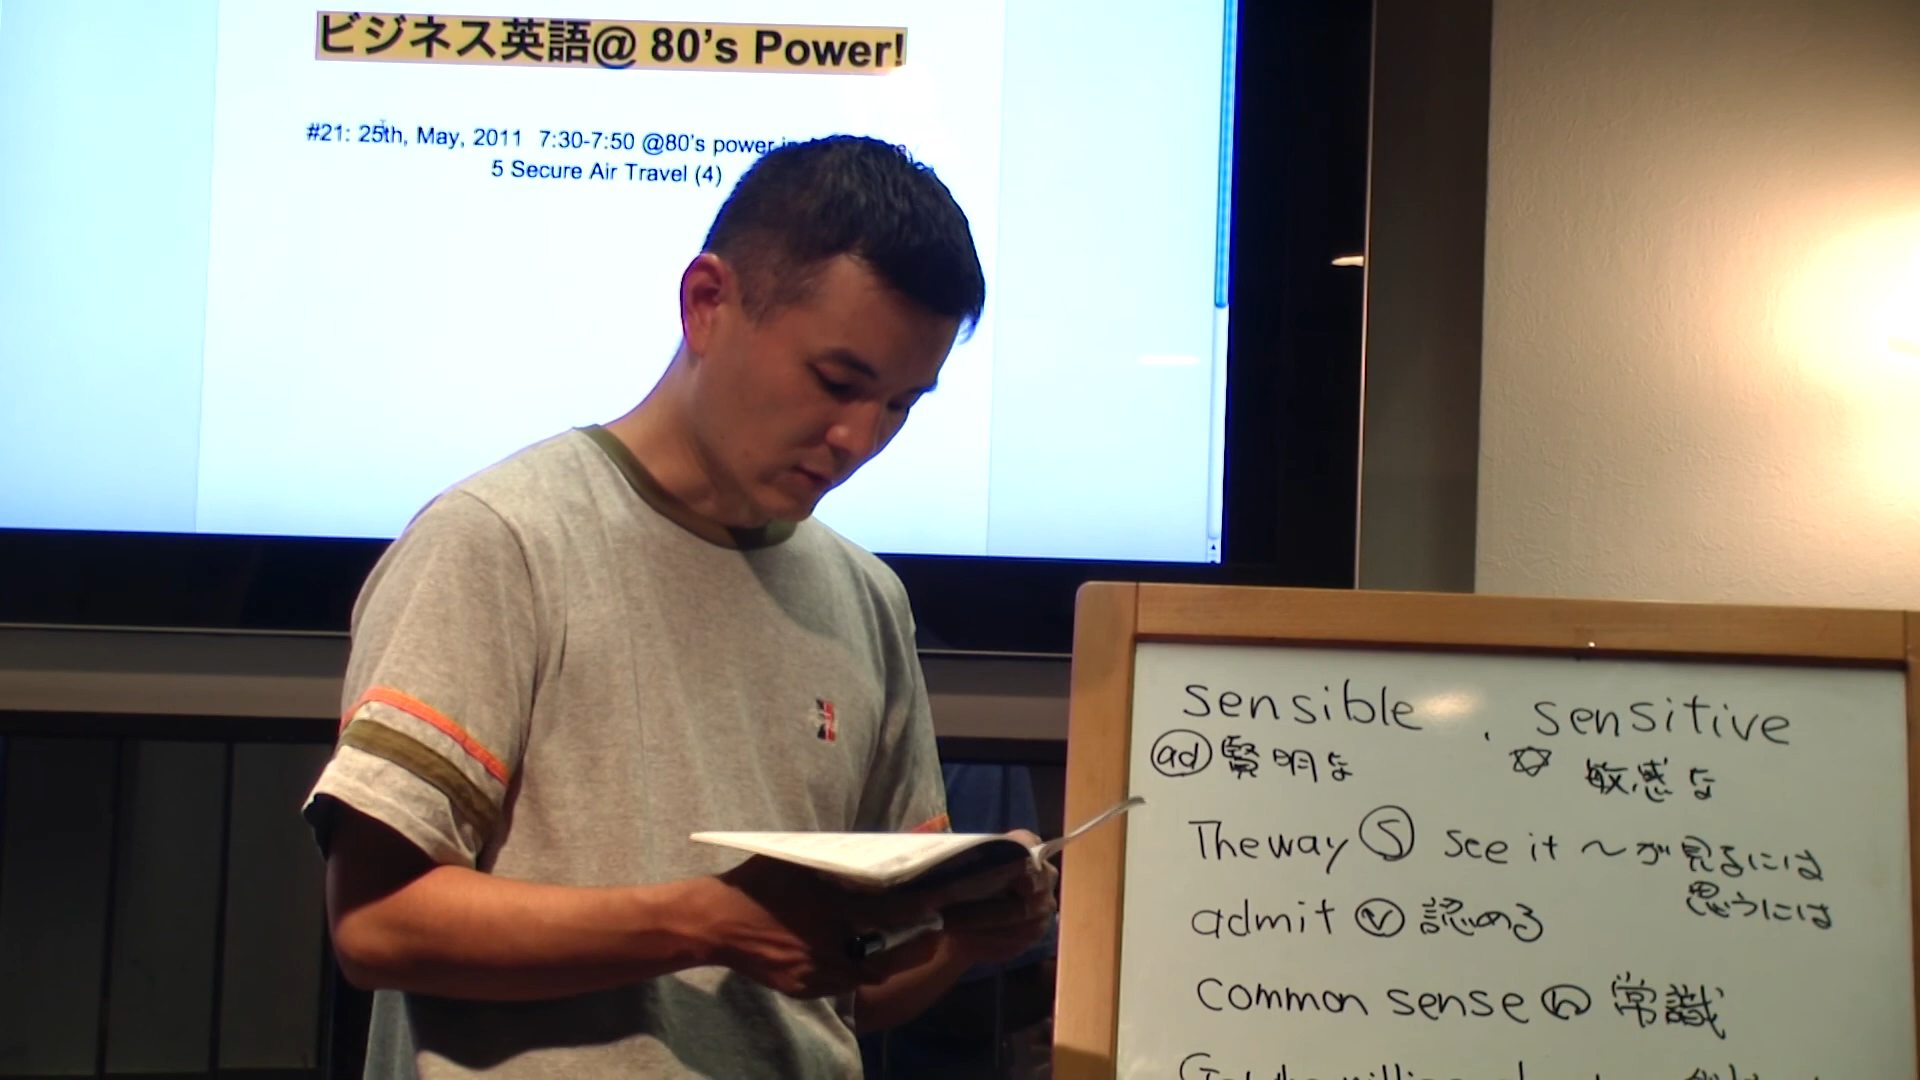 ビジネス英語@ 80's Power!
#21: 25th, May, 2011 7:30-7:50 @80's power
5 Secure Air Travel (4)
sensible . sensitive
ad 賢明な ✡ 敏感な
The way S see it ～が見るには
思うには
admit v 認める
common sense n 常識